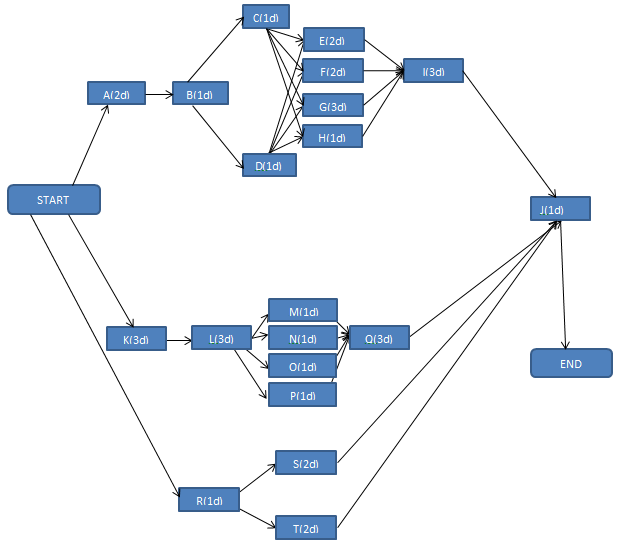 C(1d)
E(2d)
F(2d)
I(3d)
A(2d)
B(1d)
G(3d)
H(1d)
D(1d)
START
J(1d)
M(1d)
K(3d)
L(3d)
N(1d)
Q(3d)
O(1d)
END
P(1d)
S(2d)
R(1d)
T(2d)